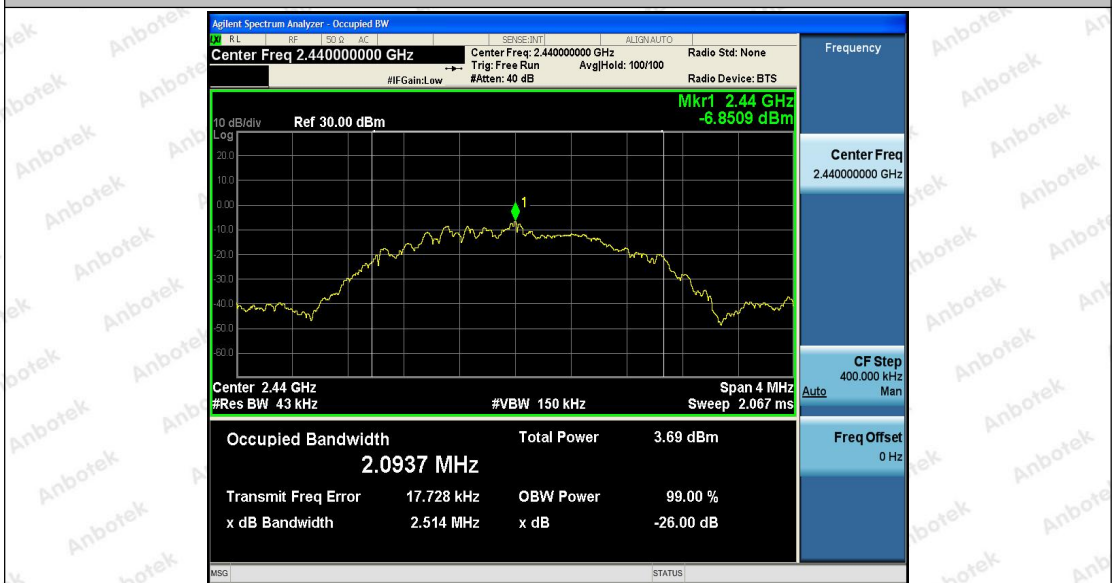 Agilent Spectrum Analyzer - Occupied BW
RL RF 50 Ω AC SENSE:INT ALIGN AUTO
Center Freq 2.440000000 GHz
Center Freq: 2.440000000 GHz Radio Std: None
Trig: Free Run Avg|Hold: 100/100
#IFGain:Low #Atten: 40 dB Radio Device: BTS
Mkr1 2.44 GHz
-6.8509 dBm
10 dB/div Ref 30.00 dBm
Log
20.0
10.0
0.00
1
-10.0
-20.0
-30.0
-40.0
-50.0
-60.0
Center 2.44 GHz Span 4 MHz
#Res BW 43 kHz #VBW 150 kHz Sweep 2.067 ms
Occupied Bandwidth Total Power 3.69 dBm
2.0937 MHz
Transmit Freq Error 17.728 kHz OBW Power 99.00 %
x dB Bandwidth 2.514 MHz x dB -26.00 dB
MSG STATUS
Frequency
Center Freq
2.440000000 GHz
CF Step
400.000 kHz
Auto Man
Freq Offset
0 Hz
Anbotek